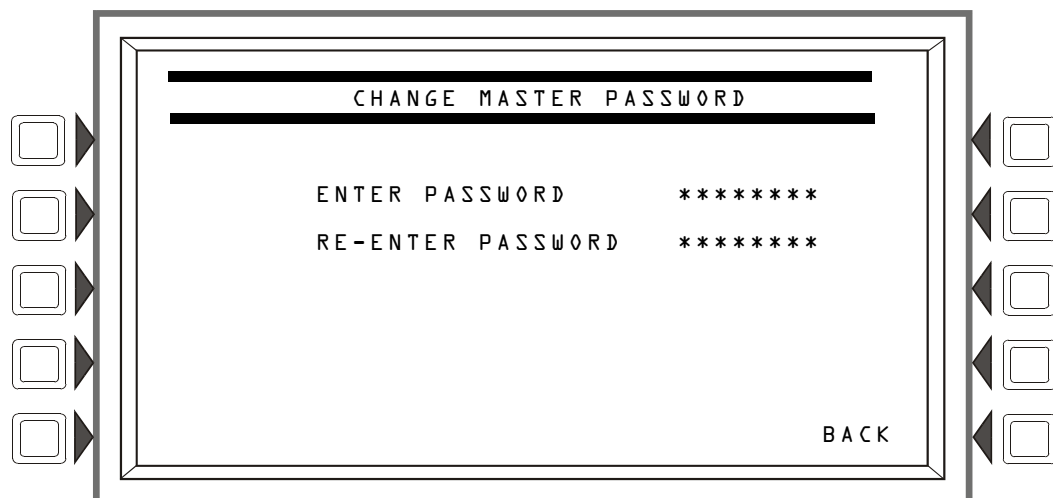 CHANGE MASTER PASSWORD
ENTER PASSWORD ********
RE-ENTER PASSWORD ********
BACK